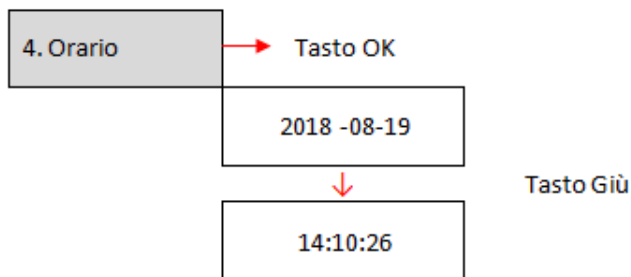 4. Orario
Tasto OK
2018 -08-19
Tasto Giù
14:10:26